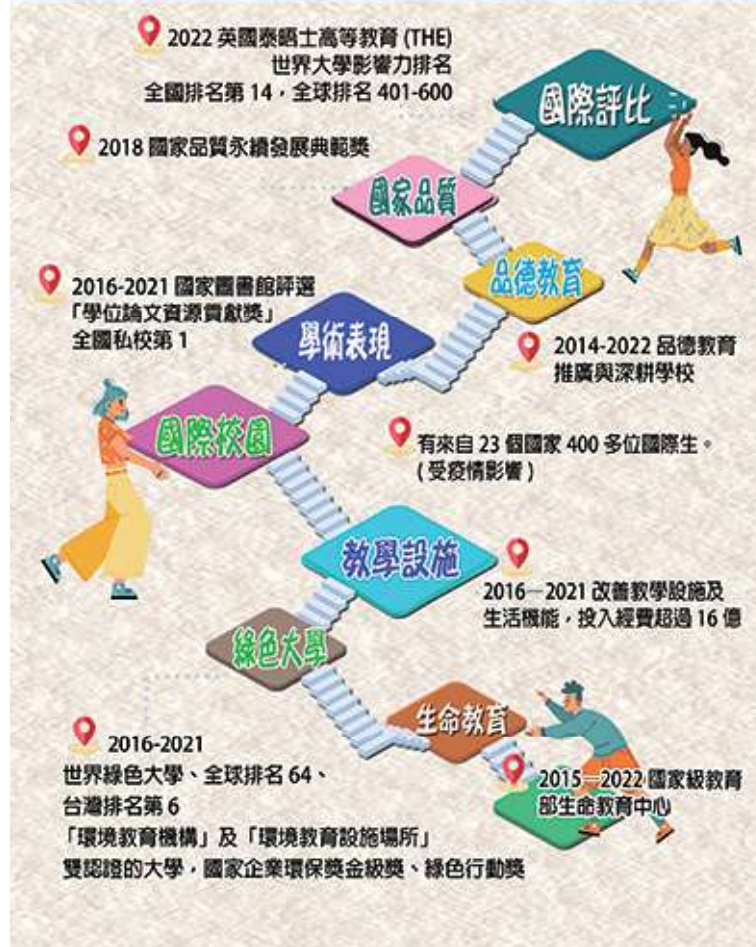 2022 英國泰晤士高等教育 (THE)
世界大學影響力排名
全國排名第 14，全球排名 401-600
國際評比
2018 國家品質永續發展典範獎
國家品質
品德教育
2016-2021 國家圖書館評選
「學位論文資源貢獻獎」
全國私校第 1
學術表現
2014-2022 品德教育
推廣與深耕學校
國際校園
有來自 23 個國家 400 多位國際生。
( 受疫情影響 )
教學設施
2016－2021 改善教學設施及
生活機能，投入經費超過 16 億
綠色大學
生命教育
2016-2021
世界綠色大學、全球排名 64、
台灣排名第 6
「環境教育機構」及「環境教育設施場所」
雙認證的大學，國家企業環保獎金級獎、綠色行動獎
2015－2022 國家級教育
部生命教育中心